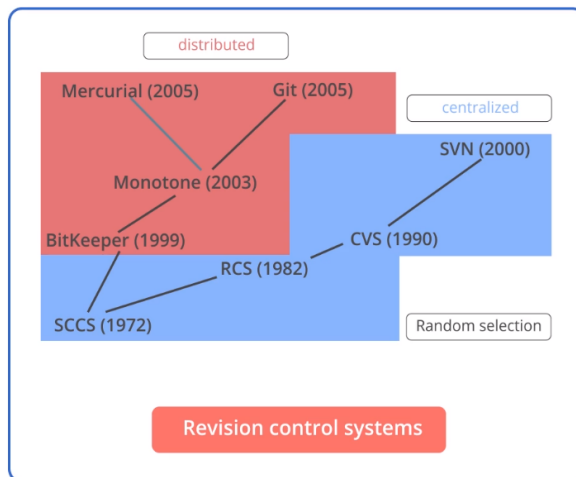 distributed
Mercurial (2005)
Git (2005)
centralized
SVN (2000)
Monotone (2003)
BitKeeper (1999)
CVS (1990)
RCS (1982)
SCCS (1972)
Random selection
Revision control systems